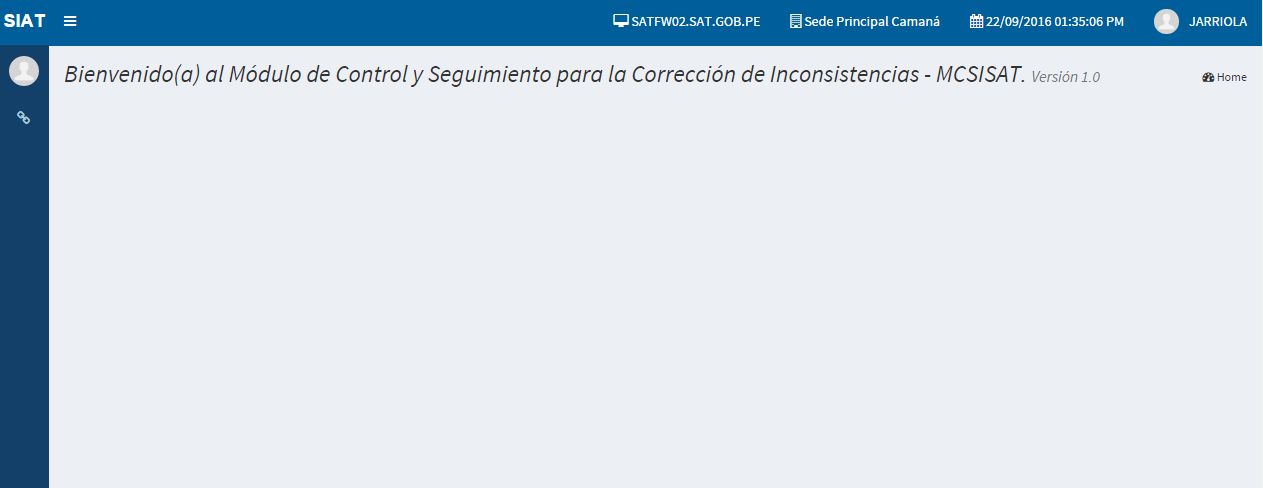 SIAT SATFW02.SAT.GOB.PE Sede Principal Camaná 22/09/2016 01:35:06 PM JARRIOLA
Bienvenido(a) al Módulo de Control y Seguimiento para la Corrección de Inconsistencias - MCSISAT. Versión 1.0 Home